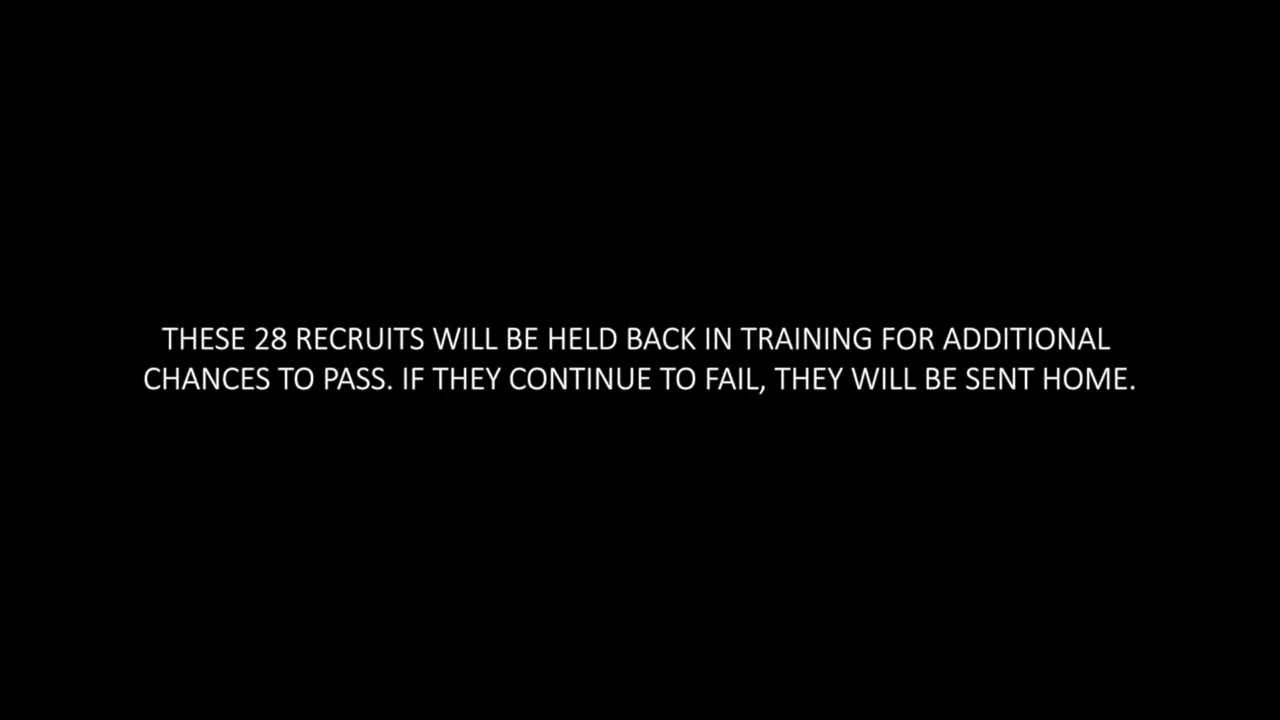 THESE 28 RECRUITS WILL BE HELD BACK IN TRAINING FOR ADDITIONAL
CHANCES TO PASS. IF THEY CONTINUE TO FAIL, THEY WILL BE SENT HOME.